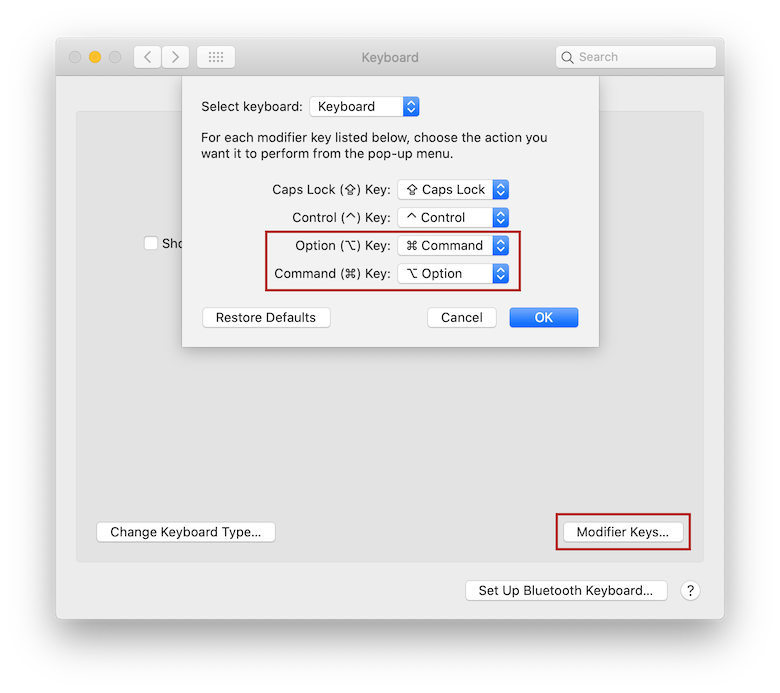 Keyboard
Search
Select keyboard: Keyboard
For each modifier key listed below, choose the action you
want it to perform from the pop-up menu.
Caps Lock (⇪) Key: ⇪ Caps Lock
Control (^) Key: ^ Control
Option (⌥) Key: ⌘ Command
Command (⌘) Key: ⌥ Option
Sho
Restore Defaults
Cancel
OK
Change Keyboard Type...
Modifier Keys...
Set Up Bluetooth Keyboard...
?